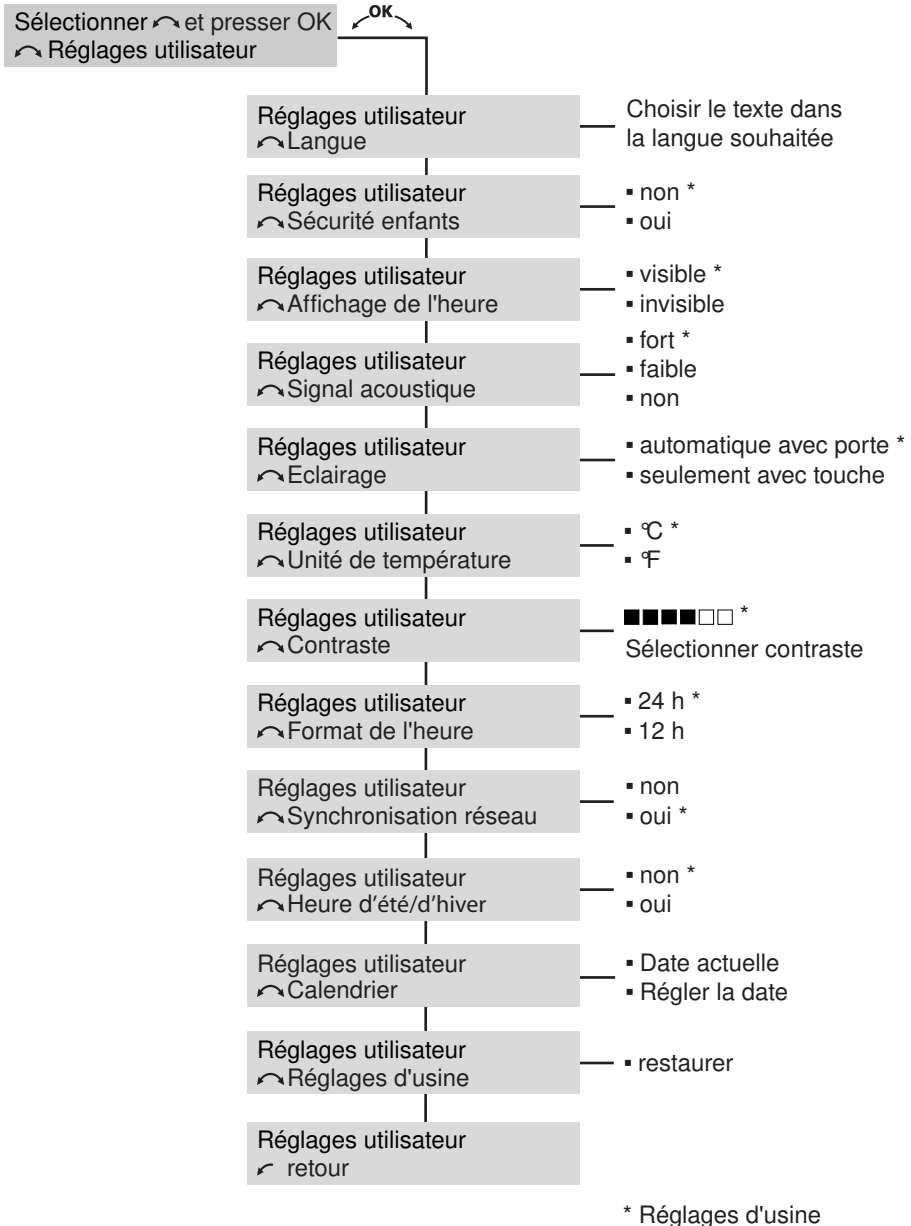 Sélectionner et presser OK
Réglages utilisateur
OK
Réglages utilisateur
Langue
Choisir le texte dans
la langue souhaitée
Réglages utilisateur
Sécurité enfants
▪ non *
▪ oui
Réglages utilisateur
Affichage de l'heure
▪ visible *
▪ invisible
Réglages utilisateur
Signal acoustique
▪ fort *
▪ faible
▪ non
Réglages utilisateur
Eclairage
▪ automatique avec porte *
▪ seulement avec touche
Réglages utilisateur
Unité de température
▪ °C *
▪ °F
Réglages utilisateur
Contraste
■■■■□□ *
Sélectionner contraste
Réglages utilisateur
Format de l'heure
▪ 24 h *
▪ 12 h
Réglages utilisateur
Synchronisation réseau
▪ non
▪ oui *
Réglages utilisateur
Heure d'été/d'hiver
▪ non *
▪ oui
Réglages utilisateur
Calendrier
▪ Date actuelle
▪ Régler la date
Réglages utilisateur
Réglages d'usine
▪ restaurer
Réglages utilisateur
retour
* Réglages d'usine